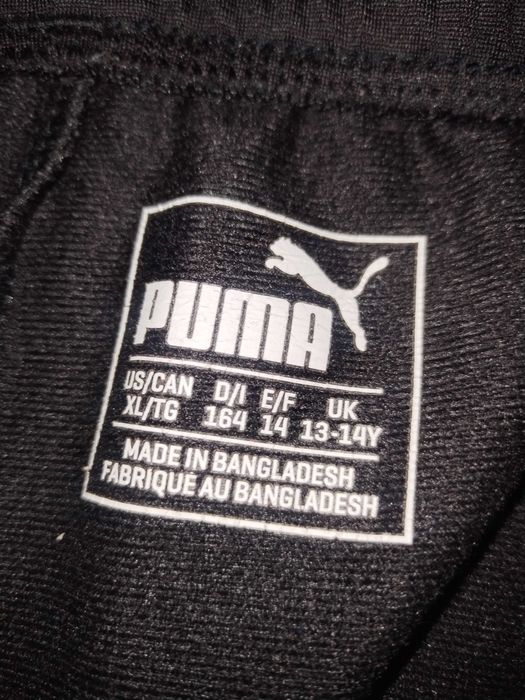 PUMA
US/CAN D/I E/F UK
XL/TG 164 14 13-14Y
MADE IN BANGLADESH
FABRIQUÉ AU BANGLADESH